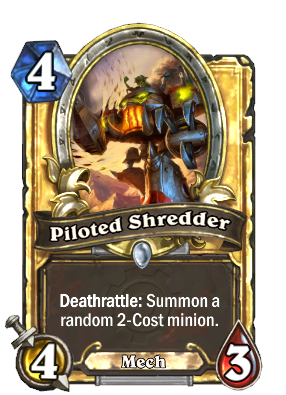 4
Piloted Shredder
Deathrattle: Summon a
random 2-Cost minion.
4
Mech
3